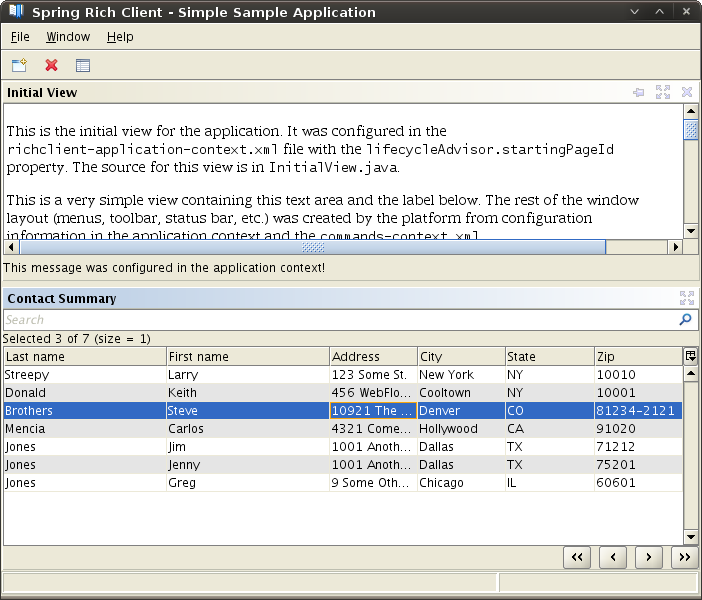 Spring Rich Client - Simple Sample Application
File Window Help
Initial View
This is the initial view for the application. It was configured in the
richclient-application-context.xml file with the lifecycleAdvisor.startingPageId
property. The source for this view is in InitialView.java.
This is a very simple view containing this text area and the label below. The rest of the window
layout (menus, toolbar, status bar, etc.) was created by the platform from configuration
information in the application context and the commands-context.xml
This message was configured in the application context!
Contact Summary
Search
Selected 3 of 7 (size = 1)
Last name First name Address City State Zip
Streepy Larry 123 Some St. New York NY 10010
Donald Keith 456 WebFlo... Cooltown NY 10001
Brothers Steve 10921 The ... Denver CO 81234-2121
Mencia Carlos 4321 Come... Hollywood CA 91020
Jones Jim 1001 Anoth... Dallas TX 71212
Jones Jenny 1001 Anoth... Dallas TX 75201
Jones Greg 9 Some Oth... Chicago IL 60601